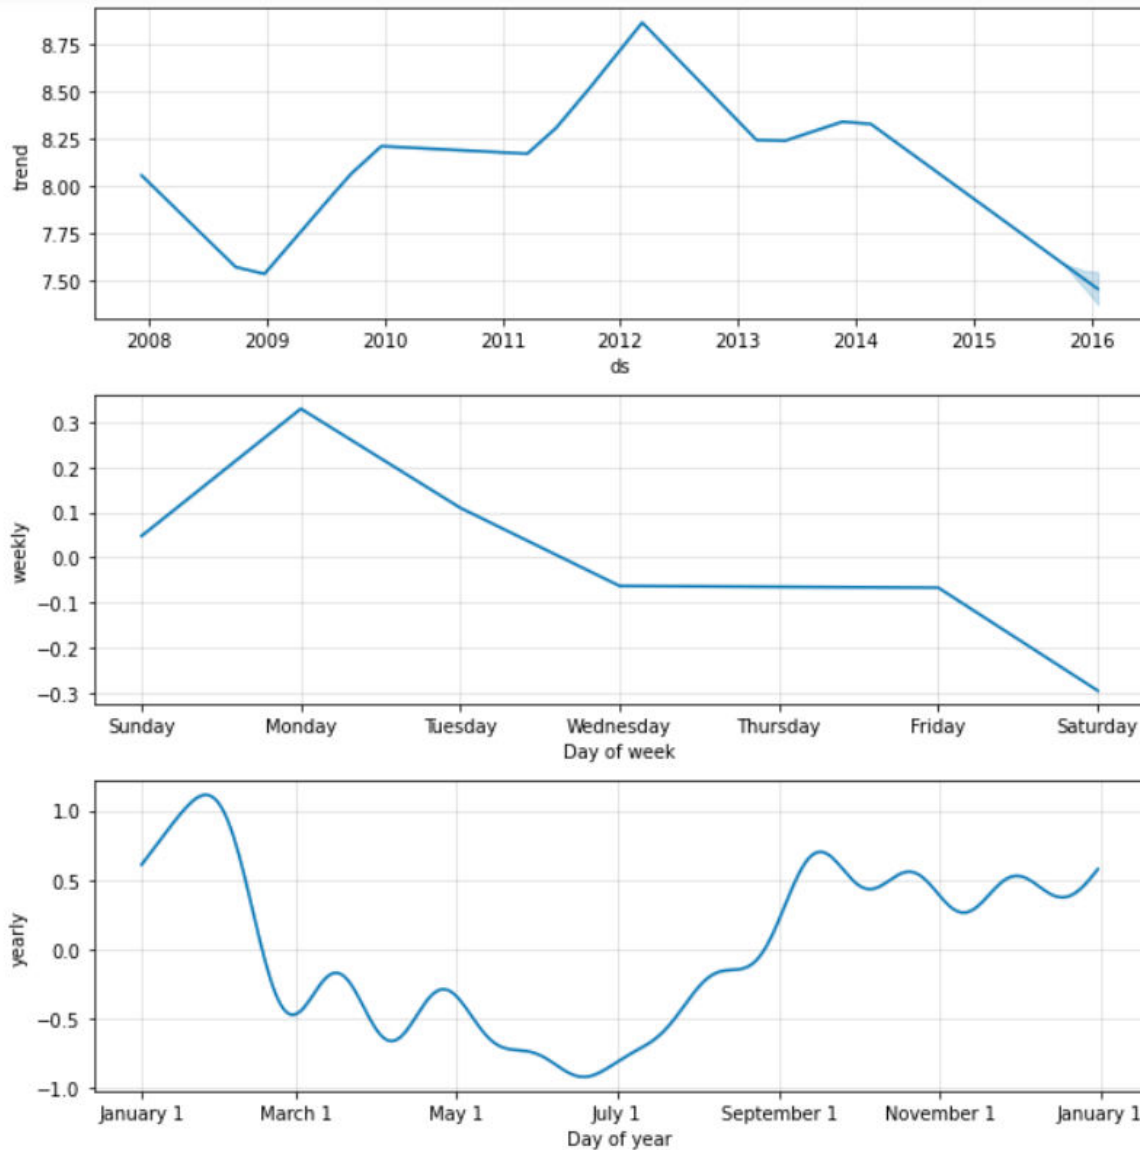 8.75
8.50
8.25
8.00
7.75
7.50
trend
2008 2009 2010 2011 2012 2013 2014 2015 2016
ds
0.3
0.2
0.1
0.0
−0.1
−0.2
−0.3
weekly
Sunday Monday Tuesday Wednesday Thursday Friday Saturday
Day of week
1.0
0.5
0.0
−0.5
−1.0
yearly
January 1 March 1 May 1 July 1 September 1 November 1 January 1
Day of year